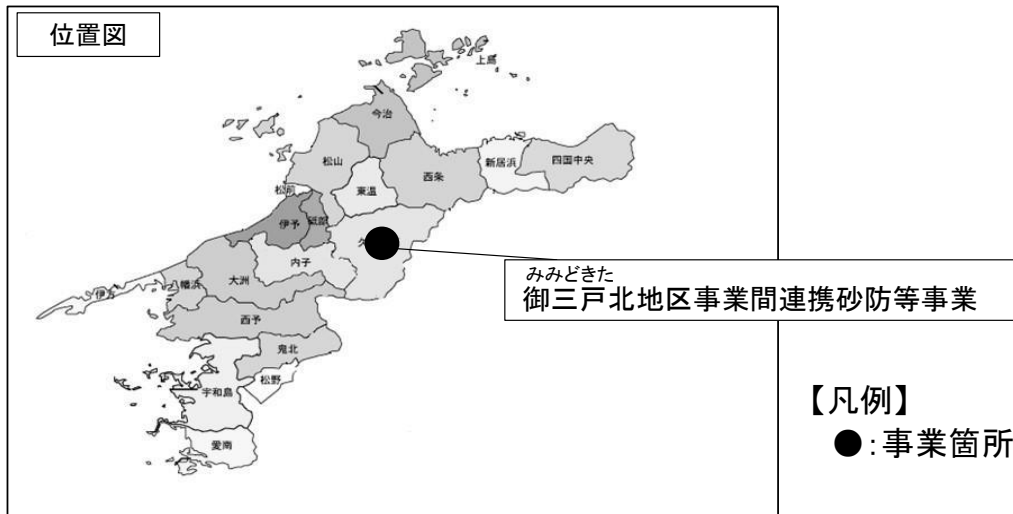 位置図
上島
今治
松山
新居浜
四国中央
西条
東温
松前
伊予
砥部
久
内子
大洲
八幡浜
伊方
西予
鬼北
松野
宇和島
愛南
みみどきた
御三戸北地区事業間連携砂防等事業
【凡例】
●:事業箇所